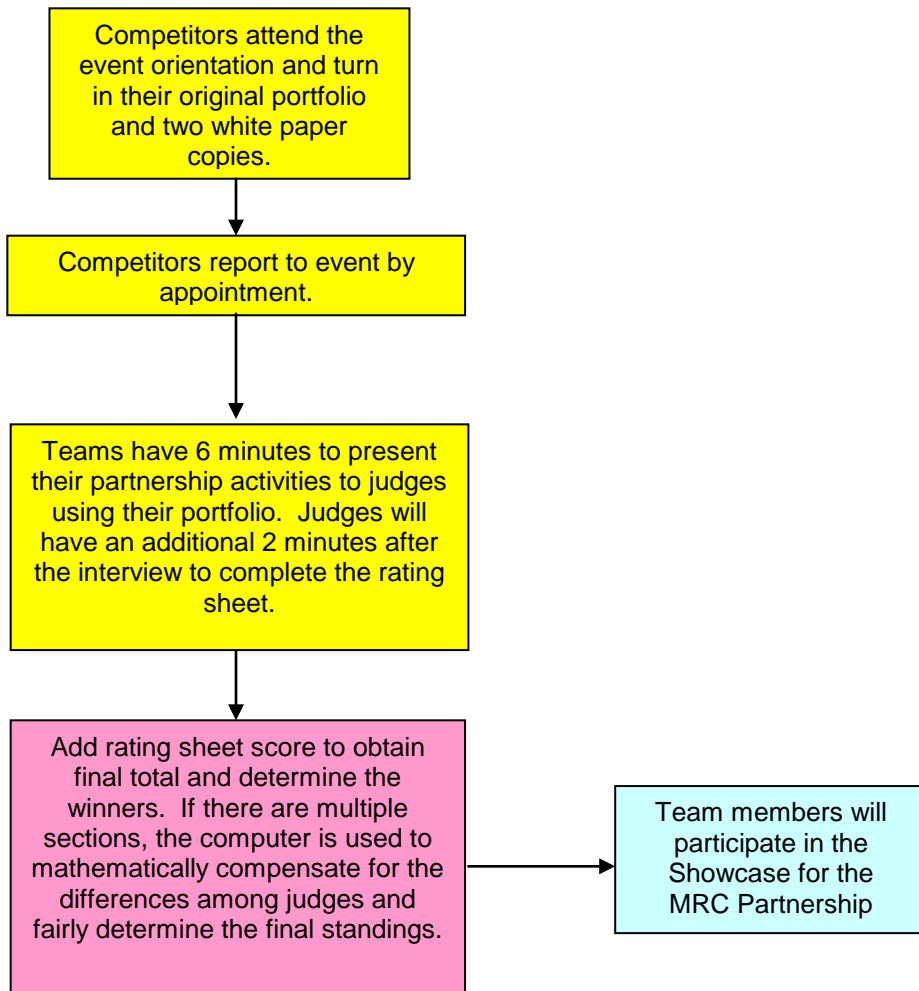 Competitors attend the
event orientation and turn
in their original portfolio
and two white paper
copies.
Competitors report to event by
appointment.
Teams have 6 minutes to present
their partnership activities to judges
using their portfolio.  Judges will
have an additional 2 minutes after
the interview to complete the rating
sheet.
Add rating sheet score to obtain
final total and determine the
winners.  If there are multiple
sections, the computer is used to
mathematically compensate for the
differences among judges and
fairly determine the final standings.
Team members will
participate in the
Showcase for the
MRC Partnership